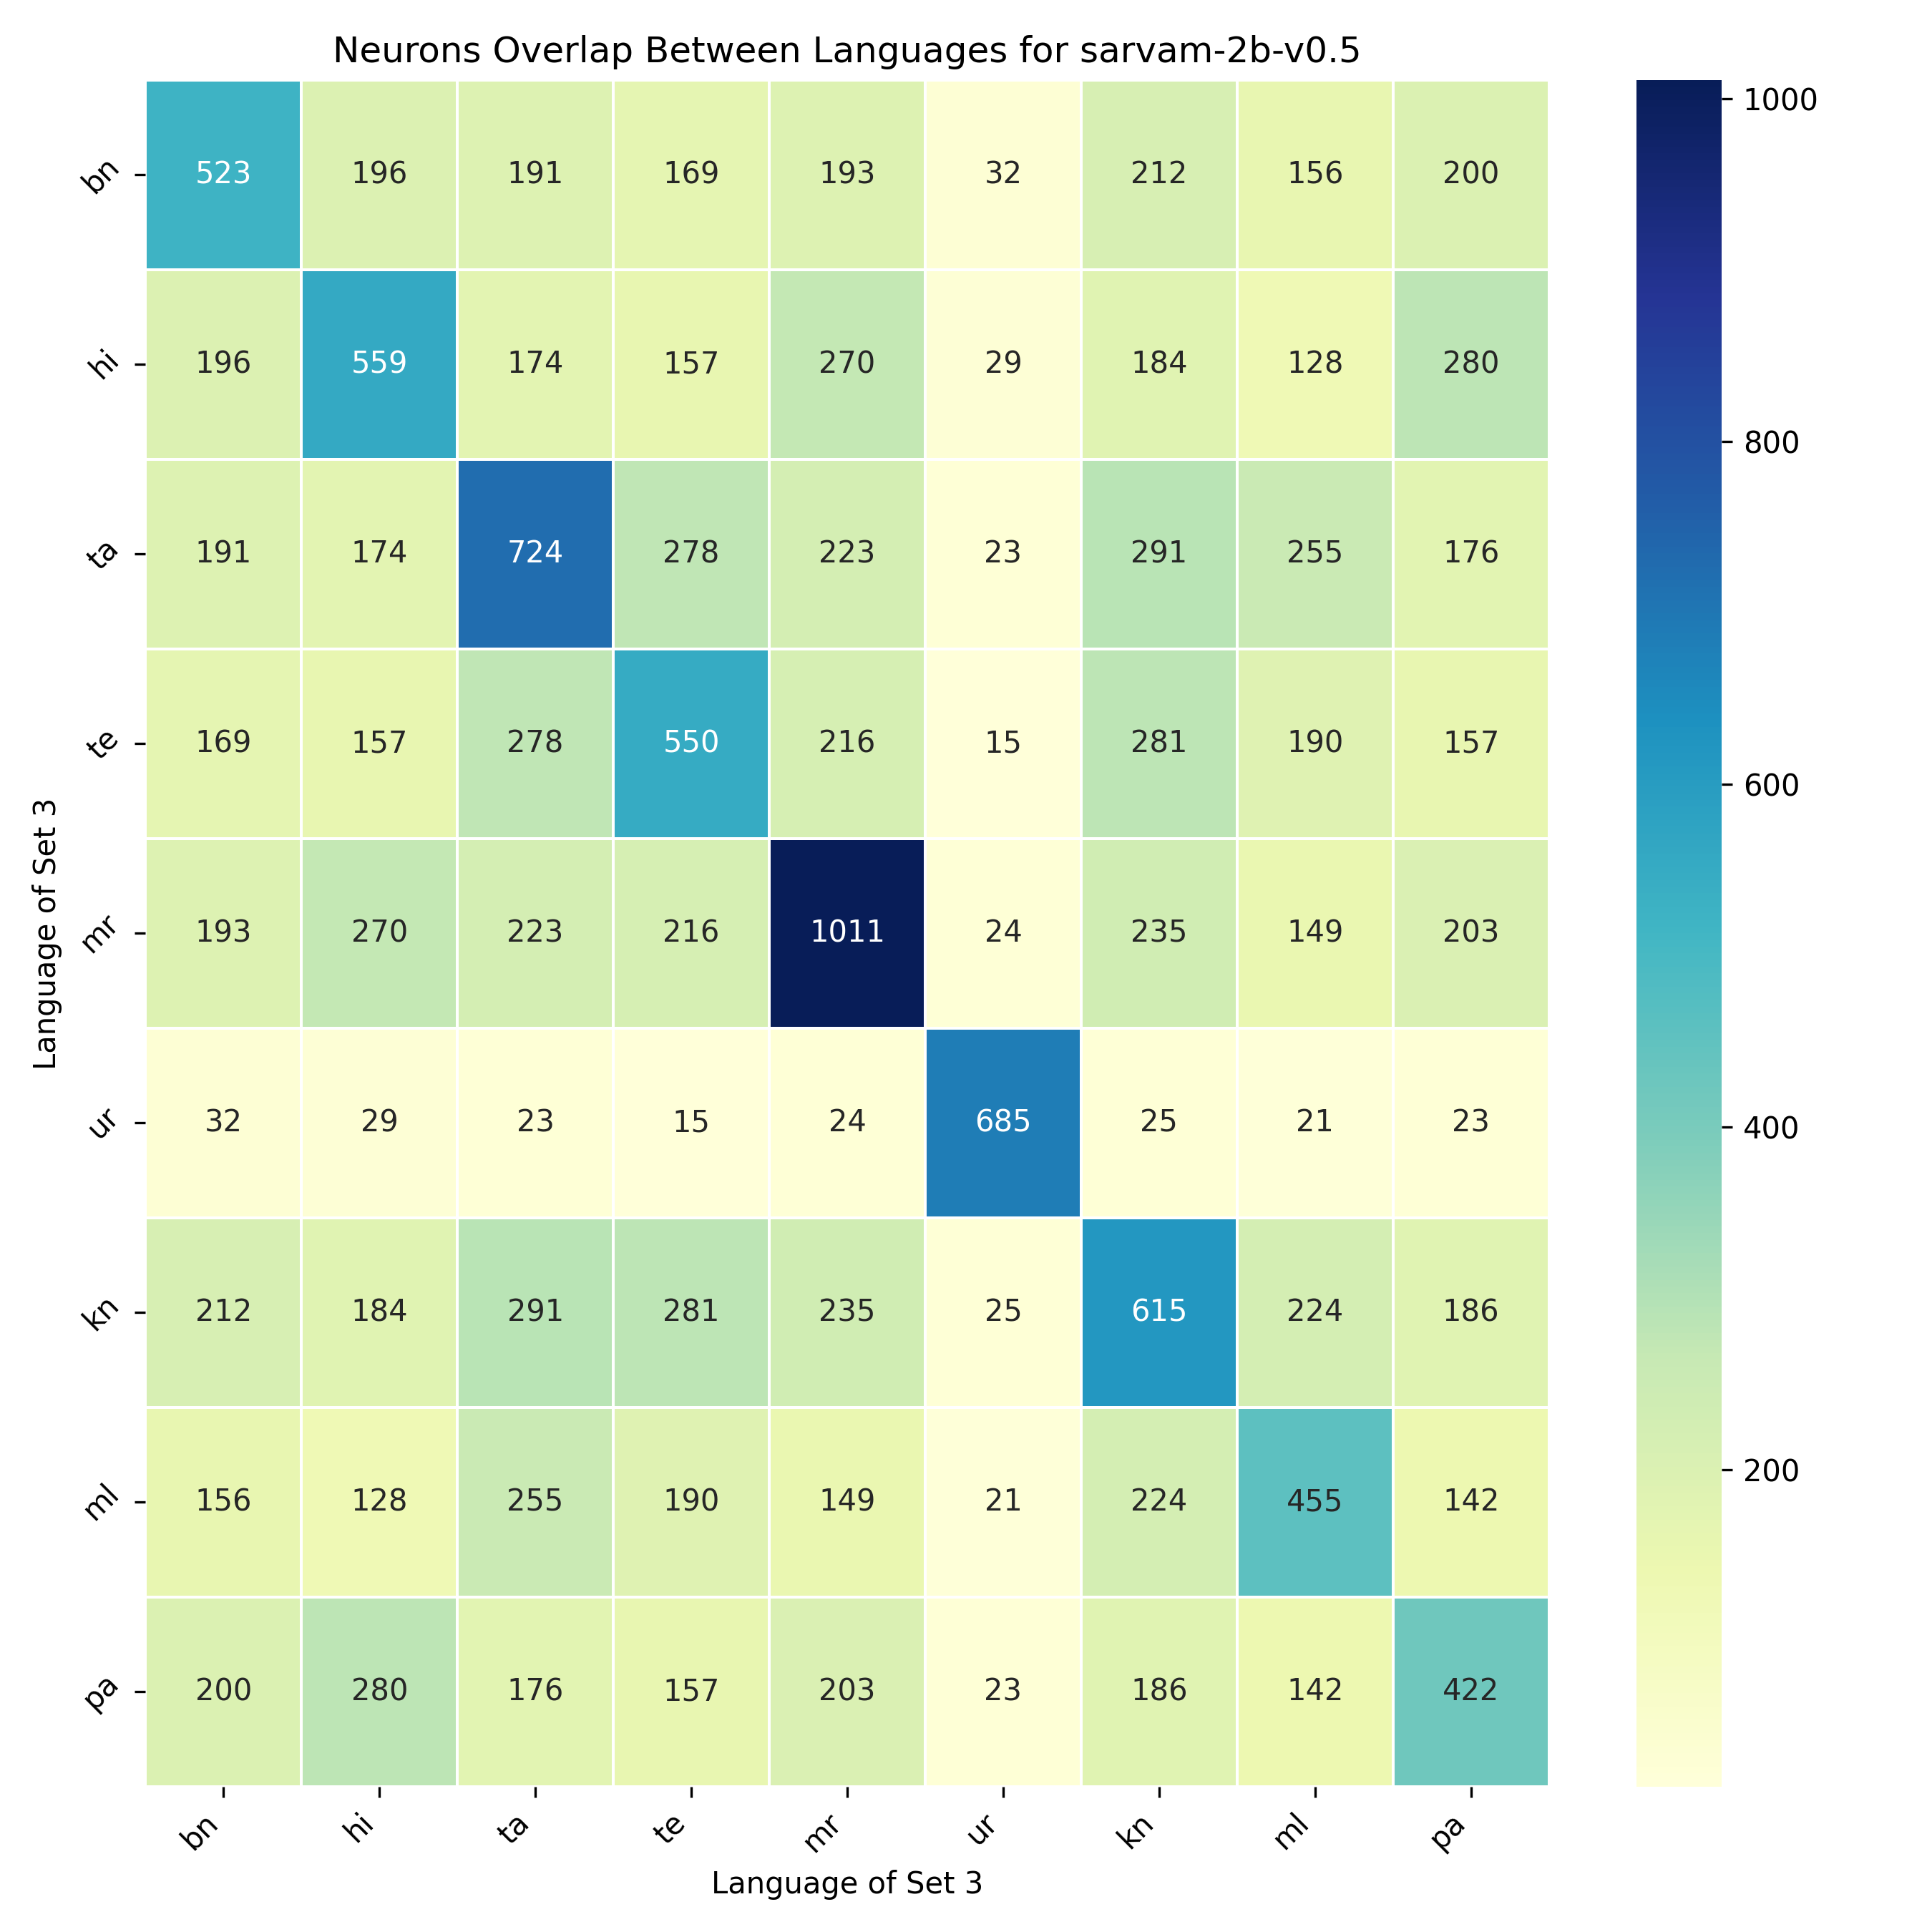 Neurons Overlap Between Languages for sarvam-2b-v0.5
bn 523 196 191 169 193 32 212 156 200
hi 196 559 174 157 270 29 184 128 280
ta 191 174 724 278 223 23 291 255 176
te 169 157 278 550 216 15 281 190 157
mr 193 270 223 216 1011 24 235 149 203
ur 32 29 23 15 24 685 25 21 23
kn 212 184 291 281 235 25 615 224 186
ml 156 128 255 190 149 21 224 455 142
pa 200 280 176 157 203 23 186 142 422
bn hi ta te mr ur kn ml pa
Language of Set 3
Language of Set 3
1000
800
600
400
200